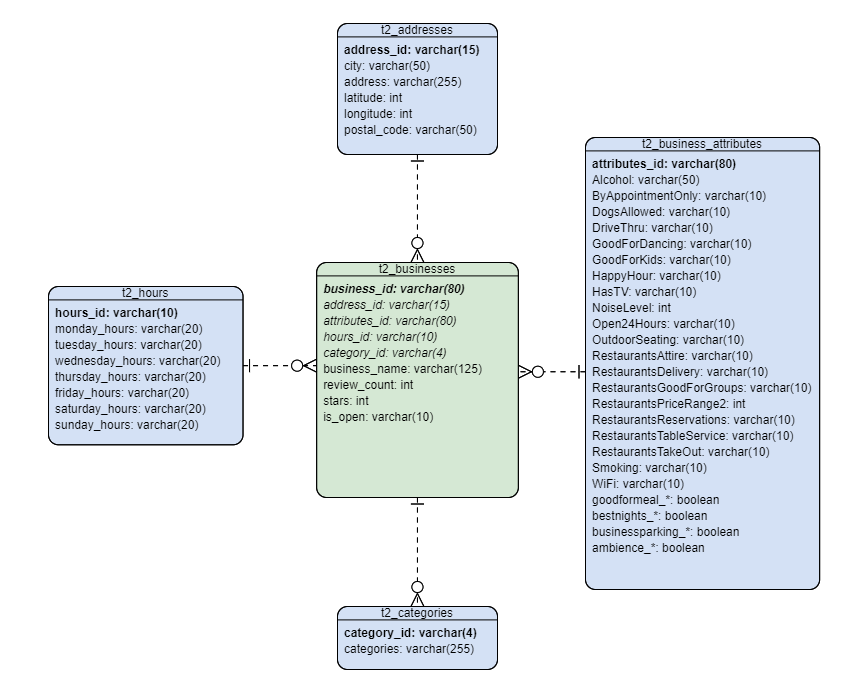 t2_addresses
address_id: varchar(15)
city: varchar(50)
address: varchar(255)
latitude: int
longitude: int
postal_code: varchar(50)
t2_business_attributes
attributes_id: varchar(80)
Alcohol: varchar(50)
ByAppointmentOnly: varchar(10)
DogsAllowed: varchar(10)
DriveThru: varchar(10)
GoodForDancing: varchar(10)
GoodForKids: varchar(10)
HappyHour: varchar(10)
HasTV: varchar(10)
NoiseLevel: int
Open24Hours: varchar(10)
OutdoorSeating: varchar(10)
RestaurantsAttire: varchar(10)
RestaurantsDelivery: varchar(10)
RestaurantsGoodForGroups: varchar(10)
RestaurantsPriceRange2: int
RestaurantsReservations: varchar(10)
RestaurantsTableService: varchar(10)
RestaurantsTakeOut: varchar(10)
Smoking: varchar(10)
WiFi: varchar(10)
goodformeal_*: boolean
bestnights_*: boolean
businessparking_*: boolean
ambience_*: boolean
t2_businesses
business_id: varchar(80)
address_id: varchar(15)
attributes_id: varchar(80)
hours_id: varchar(10)
category_id: varchar(4)
business_name: varchar(125)
review_count: int
stars: int
is_open: varchar(10)
t2_hours
hours_id: varchar(10)
monday_hours: varchar(20)
tuesday_hours: varchar(20)
wednesday_hours: varchar(20)
thursday_hours: varchar(20)
friday_hours: varchar(20)
saturday_hours: varchar(20)
sunday_hours: varchar(20)
t2_categories
category_id: varchar(4)
categories: varchar(255)